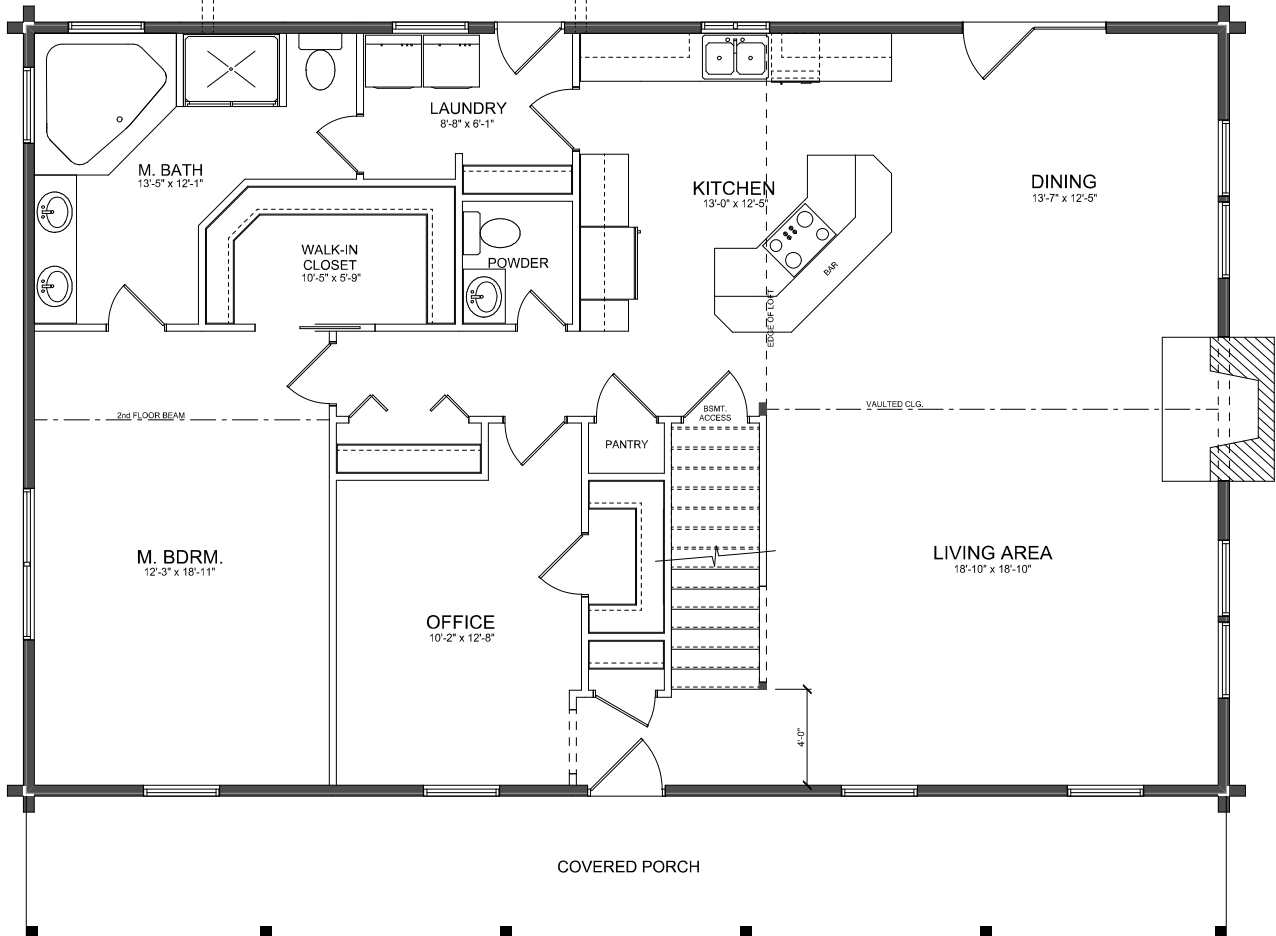 LAUNDRY
8'-8" x 6'-1"
M. BATH
13'-5" x 12'-1"
KITCHEN
13'-0" x 12'-5"
DINING
13'-7" x 12'-5"
WALK-IN
CLOSET
10'-5" x 5'-9"
POWDER
BAR
EDGE OF LOFT
2nd FLOOR BEAM
BSMT.
ACCESS
VAULTED CLG.
PANTRY
M. BDRM.
12'-3" x 18'-11"
LIVING AREA
18'-10" x 18'-10"
OFFICE
10'-2" x 12'-8"
4'-0"
COVERED PORCH